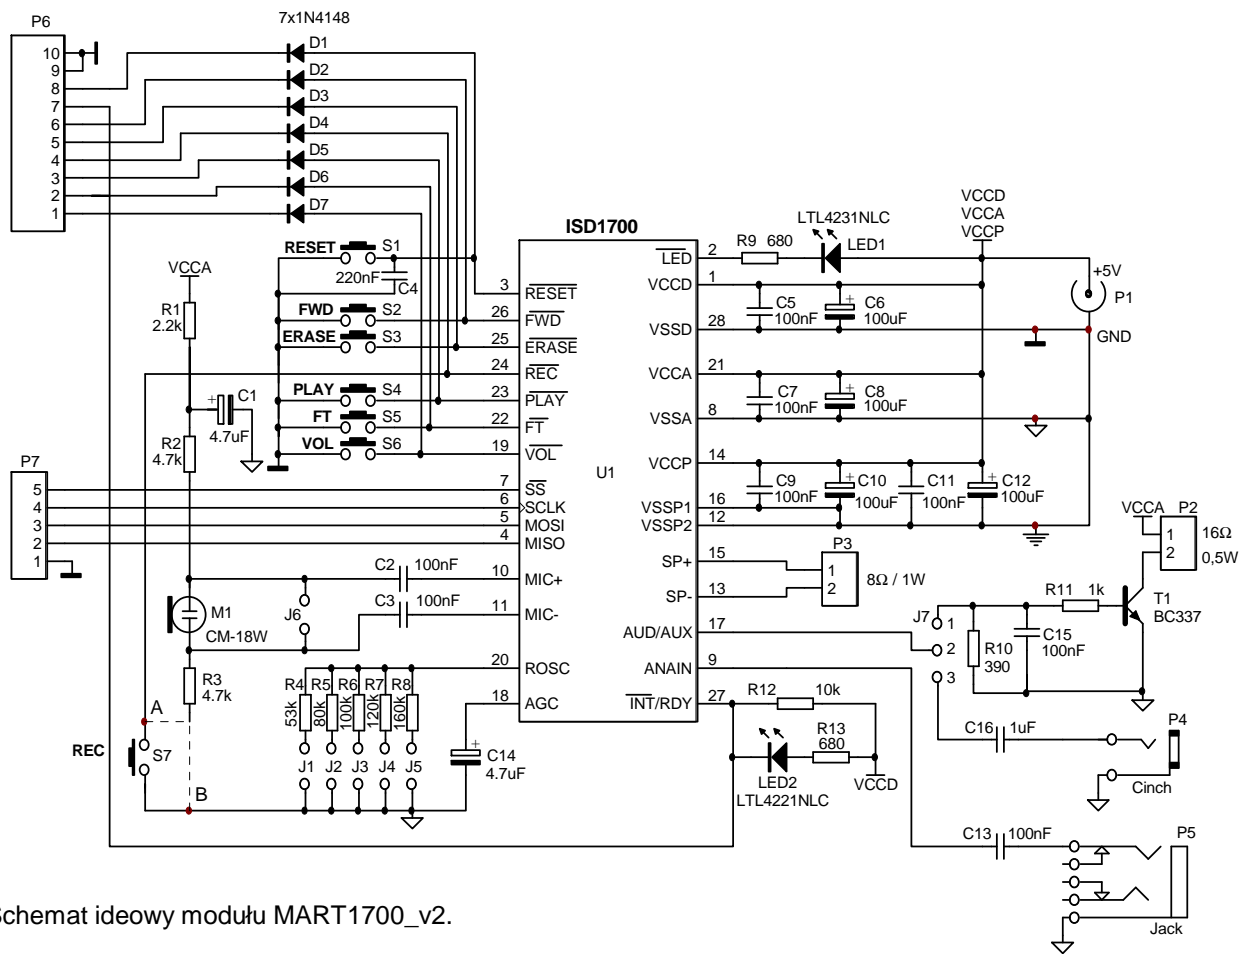 7x1N4148
P6
10
9
8
7
6
5
4
3
2
1
D1
D2
D3
D4
D5
D6
D7
ISD1700
U1
RESET S1
220nF C4
FWD S2
ERASE S3
PLAY S4
FT S5
VOL S6
3 RESET
26 FWD
25 ERASE
24 REC
23 PLAY
22 FT
19 VOL
7 SS
6 SCLK
5 MOSI
4 MISO
10 MIC+
11 MIC-
20 ROSC
18 AGC
VCCA
R1
2.2k
+ C1
4.7uF
R2
4.7k
P7
5
4
3
2
1
C2 100nF
C3 100nF
M1
CM-18W
J6
R3
4.7k
A
REC S7
B
R4 R5 R6 R7 R8
53k 80k 100k 120k 160k
J1 J2 J3 J4 J5
+
C14
4.7uF
LED 2
VCCD 1
VSSD 28
VCCA 21
VSSA 8
VCCP 14
VSSP1 16
VSSP2 12
SP+ 15
SP- 13
AUD/AUX 17
ANAIN 9
INT/RDY 27
R9 680
LTL4231NLC
LED1
VCCD
VCCA
VCCP
+5V
P1
GND
C5
100nF
+
C6
100uF
C7
100nF
+
C8
100uF
C9
100nF
+
C10
100uF
C11
100nF
+
C12
100uF
P3
1
2
8Ω / 1W
VCCA P2
1
2
16Ω
0,5W
R11 1k
T1
BC337
J7
1
2
3
R10
390
C15
100nF
R12 10k
R13
680
LED2
LTL4221NLC
VCCD
C16 1uF
P4
Cinch
C13 100nF
P5
Jack
Schemat ideowy modułu MART1700_v2.